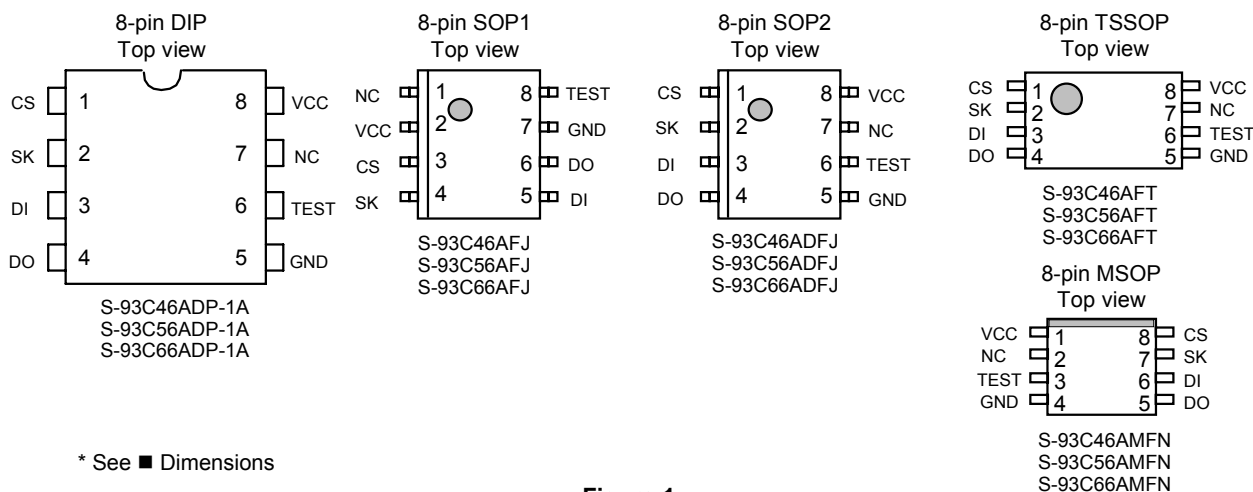 8-pin DIP
Top view
CS 1 8 VCC
SK 2 7 NC
DI 3 6 TEST
DO 4 5 GND
S-93C46ADP-1A
S-93C56ADP-1A
S-93C66ADP-1A
8-pin SOP1
Top view
NC 1 8 TEST
VCC 2 7 GND
CS 3 6 DO
SK 4 5 DI
S-93C46AFJ
S-93C56AFJ
S-93C66AFJ
8-pin SOP2
Top view
CS 1 8 VCC
SK 2 7 NC
DI 3 6 TEST
DO 4 5 GND
S-93C46ADFJ
S-93C56ADFJ
S-93C66ADFJ
8-pin TSSOP
Top view
CS 1 8 VCC
SK 2 7 NC
DI 3 6 TEST
DO 4 5 GND
S-93C46AFT
S-93C56AFT
S-93C66AFT
8-pin MSOP
Top view
VCC 1 8 CS
NC 2 7 SK
TEST 3 6 DI
GND 4 5 DO
S-93C46AMFN
S-93C56AMFN
S-93C66AMFN
* See ■ Dimensions